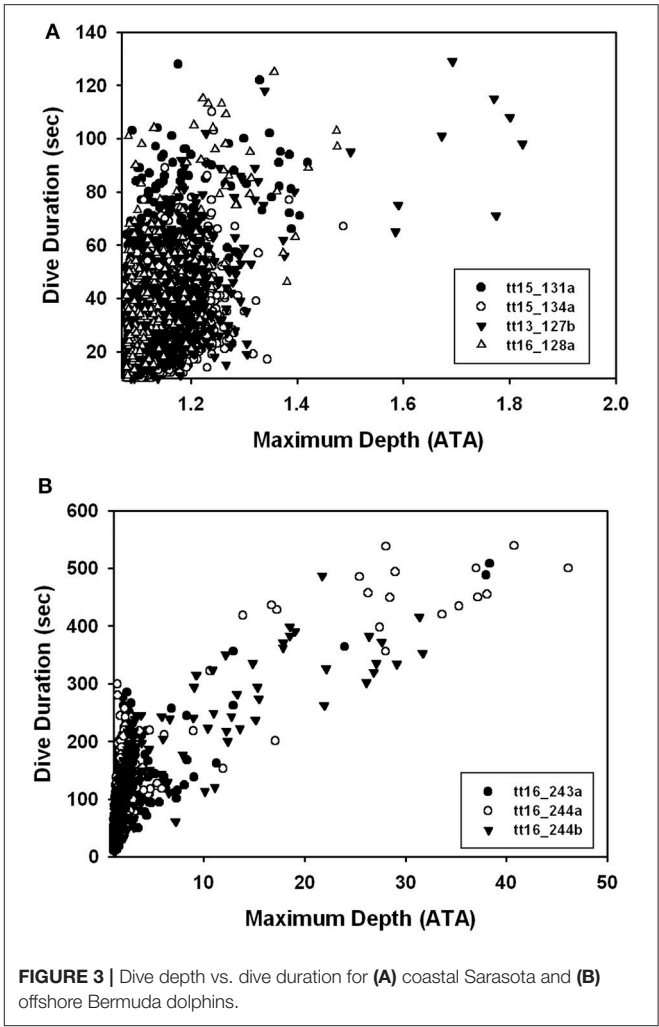 A
140
120
100
80
60
40
20
Dive Duration (sec)
1.2
1.4
1.6
1.8
2.0
Maximum Depth (ATA)
tt15_131a
tt15_134a
tt13_127b
tt16_128a
B
600
500
400
300
200
100
0
Dive Duration (sec)
10
20
30
40
50
Maximum Depth (ATA)
tt16_243a
tt16_244a
tt16_244b
FIGURE 3 | Dive depth vs. dive duration for (A) coastal Sarasota and (B)
offshore Bermuda dolphins.